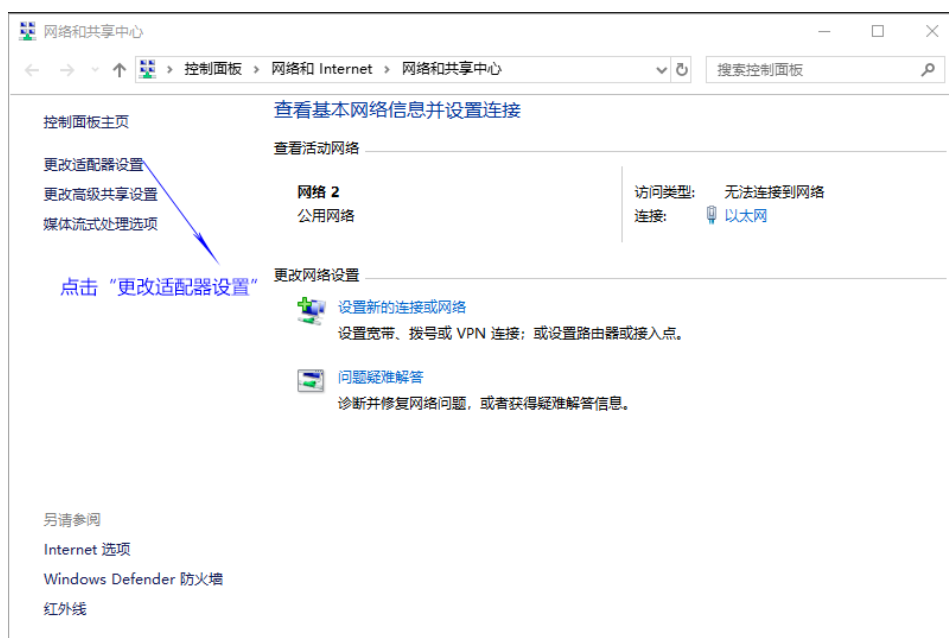 网络和共享中心
控制面板 > 网络和 Internet > 网络和共享中心
搜索控制面板
控制面板主页
更改适配器设置
更改高级共享设置
媒体流式处理选项
点击“更改适配器设置”
查看基本网络信息并设置连接
查看活动网络
网络 2
公用网络
访问类型: 无法连接到网络
连接: 以太网
更改网络设置
设置新的连接或网络
设置宽带、拨号或 VPN 连接；或设置路由器或接入点。
问题疑难解答
诊断并修复网络问题，或者获得疑难解答信息。
另请参阅
Internet 选项
Windows Defender 防火墙
红外线